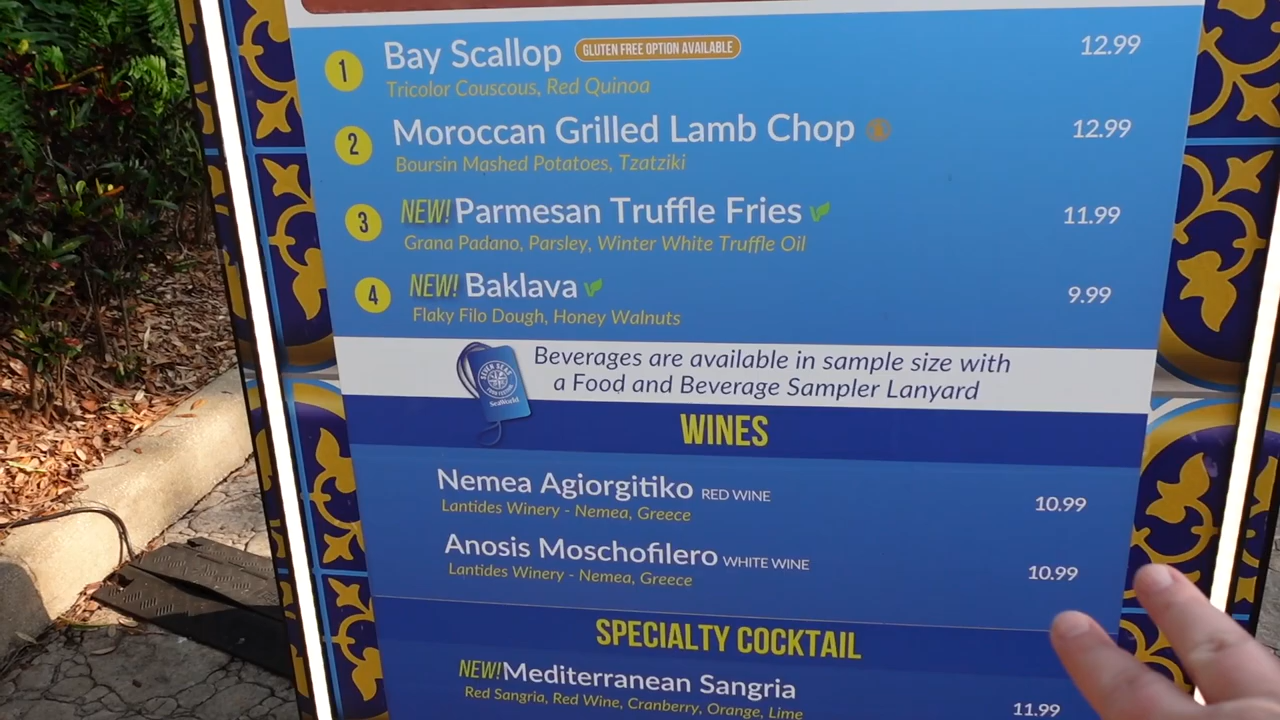 1 Bay Scallop GLUTEN FREE OPTION AVAILABLE 12.99
Tricolor Couscous, Red Quinoa
2 Moroccan Grilled Lamb Chop 12.99
Boursin Mashed Potatoes, Tzatziki
3 NEW! Parmesan Truffle Fries 11.99
Grana Padano, Parsley, Winter White Truffle Oil
4 NEW! Baklava 9.99
Flaky Filo Dough, Honey Walnuts
SEVEN SEAS
SeaWorld
Beverages are available in sample size with
a Food and Beverage Sampler Lanyard
WINES
Nemea Agiorgitiko RED WINE 10.99
Lantides Winery - Nemea, Greece
Anosis Moschofilero WHITE WINE 10.99
Lantides Winery - Nemea, Greece
SPECIALTY COCKTAIL
NEW! Mediterranean Sangria
Red Sangria, Red Wine, Cranberry, Orange, Lime 11.99